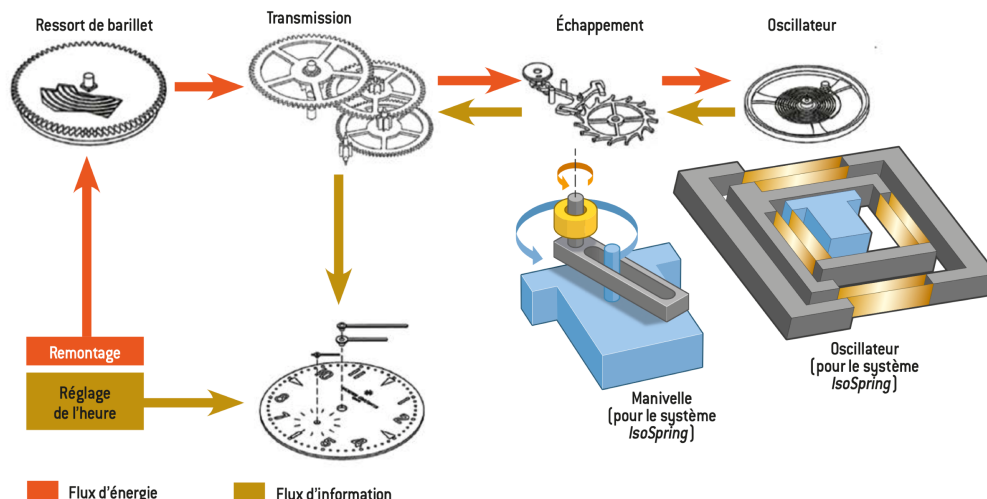 Ressort de barillet
Transmission
Échappement
Oscillateur
Remontage
Réglage
de l'heure
Manivelle
(pour le système
IsoSpring)
Oscillateur
(pour le système
IsoSpring)
Flux d'énergie
Flux d'information